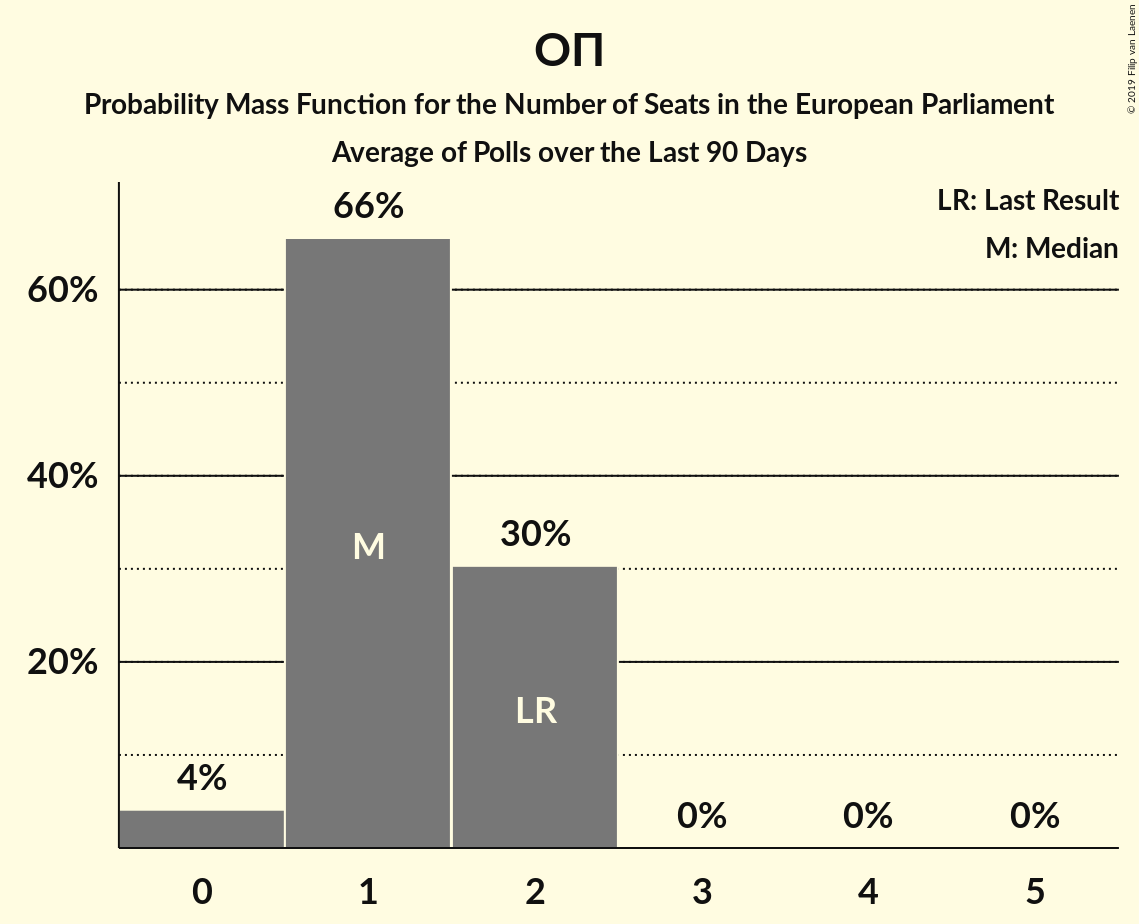 ΟΠ
Probability Mass Function for the Number of Seats in the European Parliament
Average of Polls over the Last 90 Days
© 2019 Filip van Laenen
LR: Last Result
M: Median
66%
60%
40%
30%
M
20%
LR
4%
0%
0%
0%
0
1
2
3
4
5